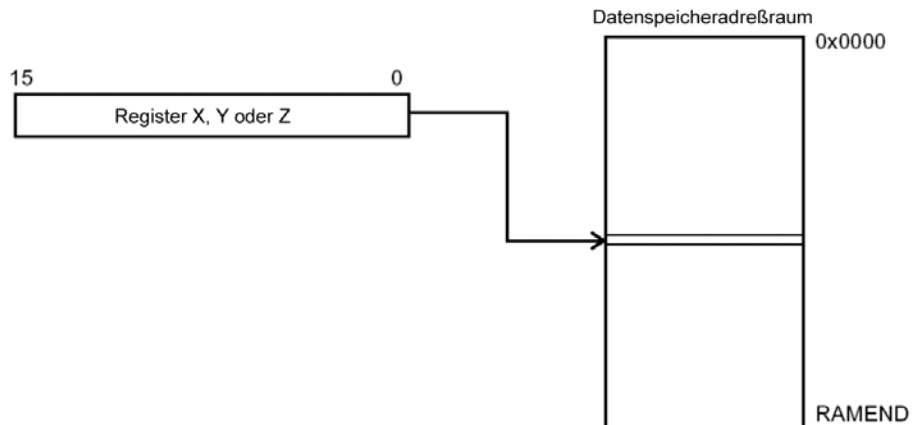 Datenspeicheradreßraum
0x0000
15 0
Register X, Y oder Z
RAMEND